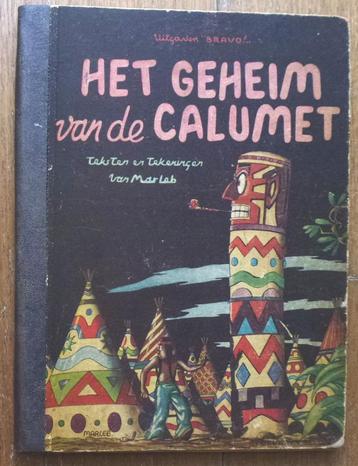 Uitgaven "BRAVO!..
HET GEHEIM
van de CALUMET
Teksten en Tekeningen
Van Marleb
MARLEB